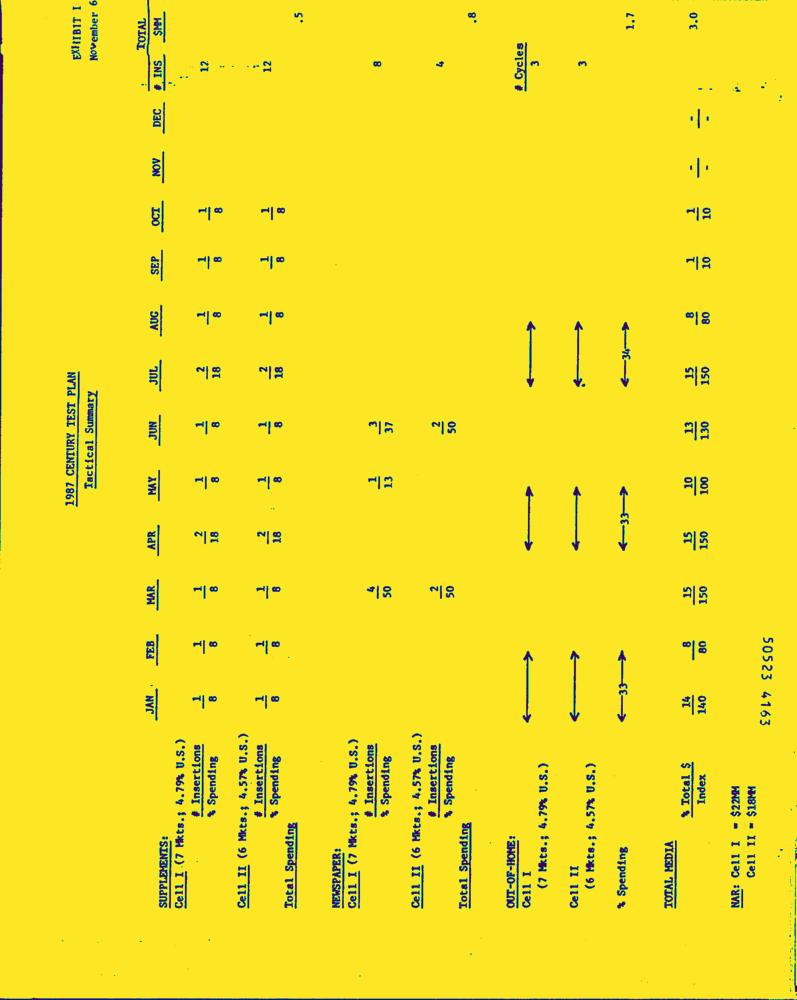 EXHIBIT I
November 6
1987 CENTURY TEST PLAN
Tactical Summary
TOTAL
JAN FEB MAR APR MAY JUN JUL AUG SEP OCT NOV DEC # INS $MM
SUPPLEMENTS:
Cell I (7 Mkts.; 4.79% U.S.)
# Insertions 1 1 1 2 1 1 2 1 1 1 12
% Spending 8 8 8 18 8 8 18 8 8 8
Cell II (6 Mkts.; 4.57% U.S.)
# Insertions 1 1 1 2 1 1 2 1 1 1 12
% Spending 8 8 8 18 8 8 18 8 8 8
Total Spending .5
NEWSPAPER:
Cell I (7 Mkts.; 4.79% U.S.)
# Insertions 4 1 3 8
% Spending 50 13 37
Cell II (6 Mkts.; 4.57% U.S.)
# Insertions 2 2 4
% Spending 50 50
Total Spending .8
OUT-OF-HOME: # Cycles
Cell I 3
(7 Mkts.; 4.79% U.S.)
Cell II 3
(6 Mkts.; 4.57% U.S.)
% Spending 33 33 34 1.7
TOTAL MEDIA % Total $ 14 8 15 15 10 13 15 8 1 1 - - 3.0
Index 140 80 150 150 100 130 150 80 10 10 - -
NAR: Cell I = $22MM
Cell II = $18MM
50523 4163